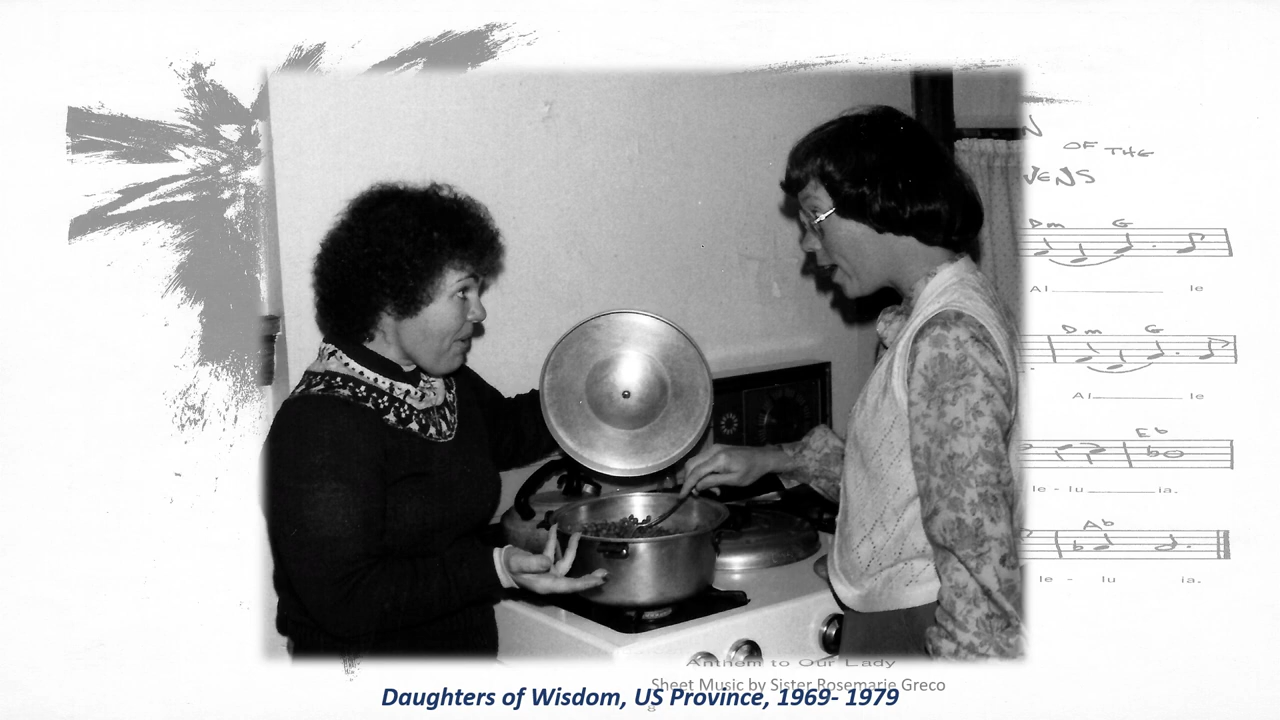 OF THE
Dm G
Al le
Dm G
Al le
Eb
le - lu ia.
Ab
le - lu ia.
Anthem to Our Lady
Sheet Music by Sister Rosemarie Greco
Daughters of Wisdom, US Province, 1969- 1979